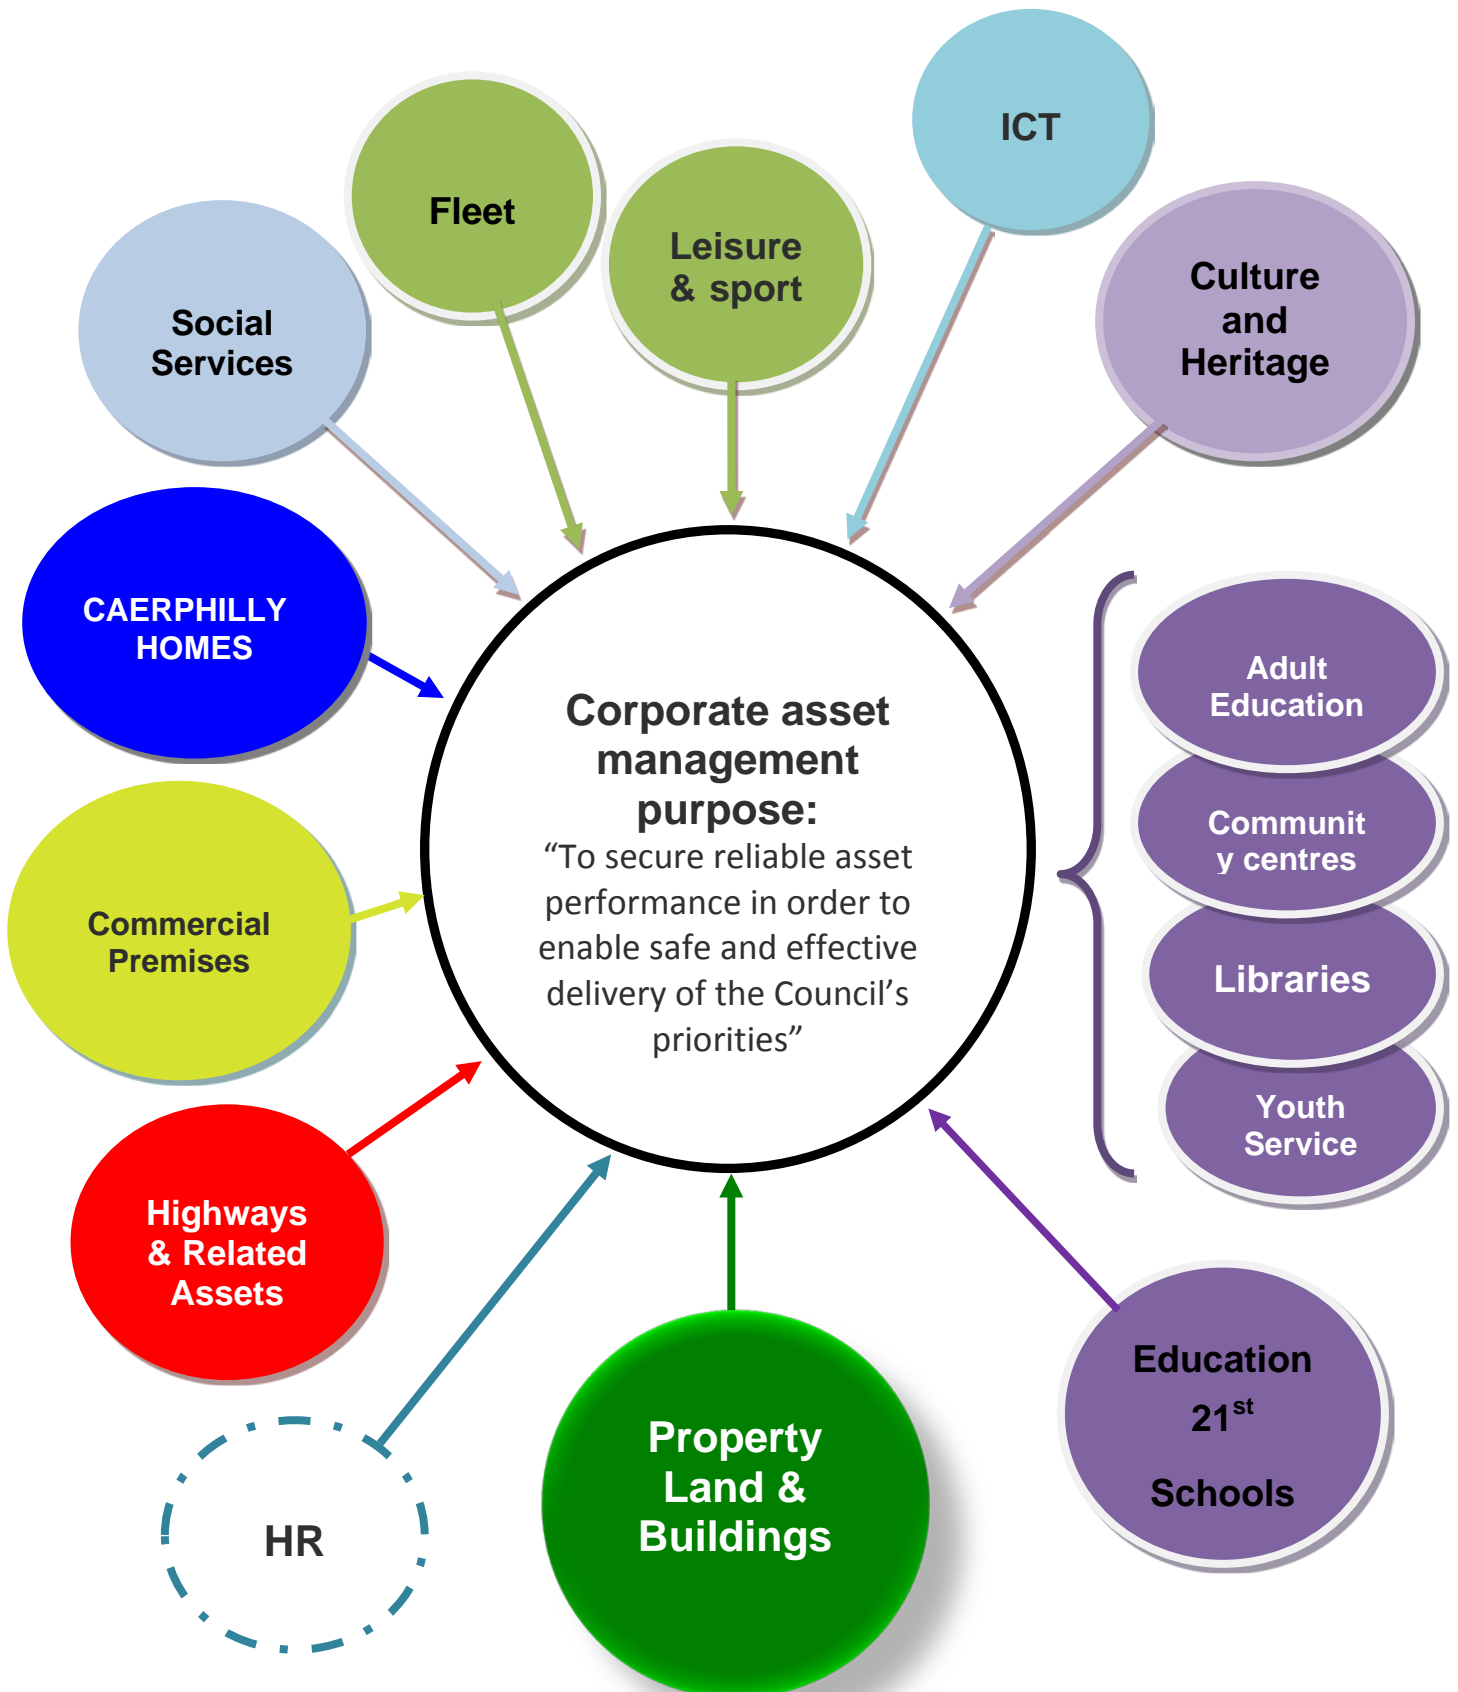 ICT
Fleet
Leisure
& sport
Culture
and
Heritage
Social
Services
CAERPHILLY
HOMES
Adult
Education
Corporate asset
management
purpose:
“To secure reliable asset
performance in order to
enable safe and effective
delivery of the Council’s
priorities”
Communit
y centres
Commercial
Premises
Libraries
Youth
Service
Highways
& Related
Assets
Education
21st
Schools
Property
Land &
Buildings
HR